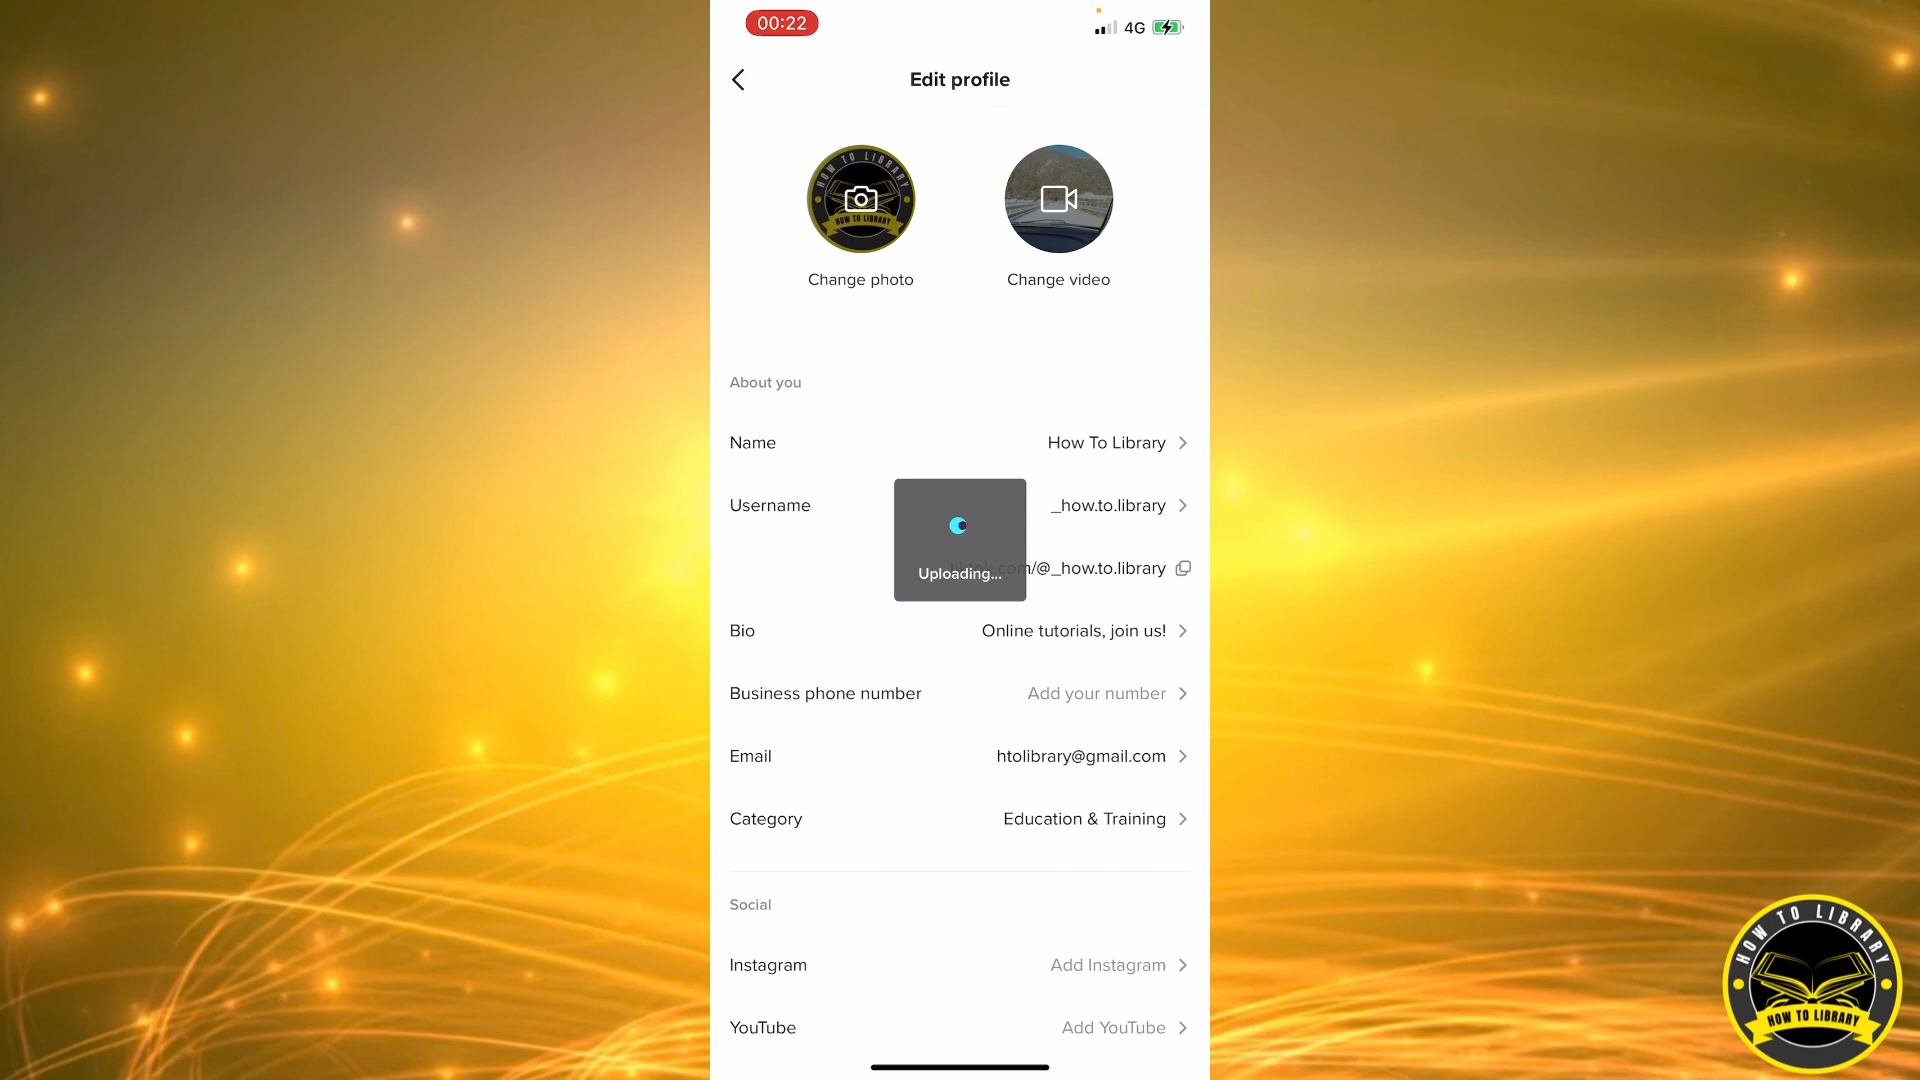 00:22
4G
Edit profile
HOW TO LIBRARY
HOW TO LIBRARY
Change photo
Change video
About you
Name
How To Library
Username
_how.to.library
tiktok.com/@_how.to.library
Uploading...
Bio
Online tutorials, join us!
Business phone number
Add your number
Email
htolibrary@gmail.com
Category
Education & Training
Social
Instagram
Add Instagram
YouTube
Add YouTube
HOW TO LIBRARY
HOW TO LIBRARY